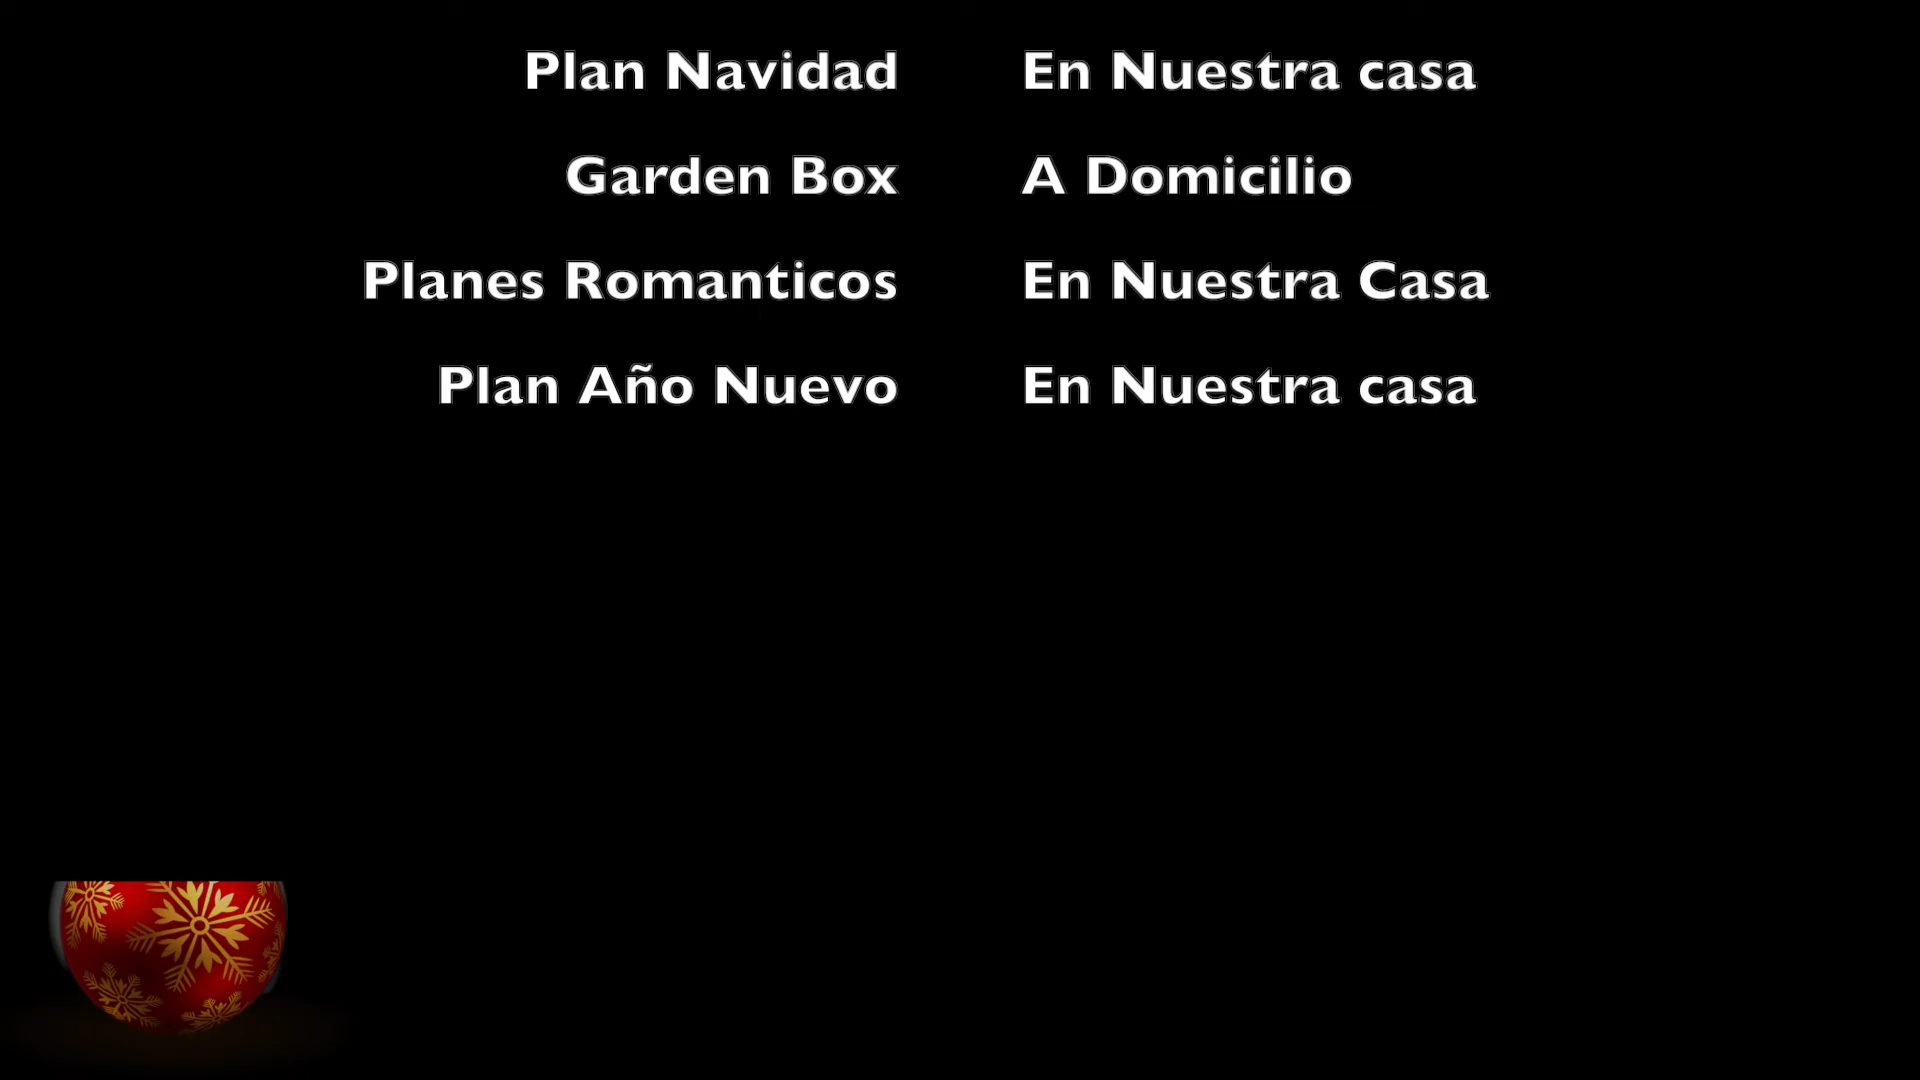 Plan Navidad En Nuestra casa
Garden Box A Domicilio
Planes Romanticos En Nuestra Casa
Plan Año Nuevo En Nuestra casa